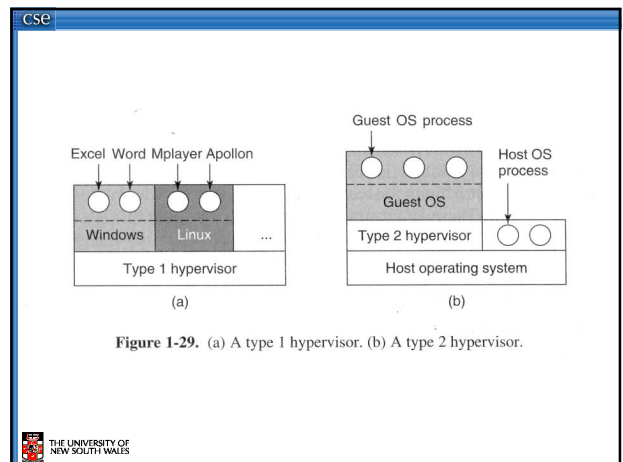 cse
Excel Word Mplayer Apollon
Windows
Linux
...
Type 1 hypervisor
(a)
Guest OS process
Host OS
process
Guest OS
Type 2 hypervisor
Host operating system
(b)
Figure 1-29. (a) A type 1 hypervisor. (b) A type 2 hypervisor.
THE UNIVERSITY OF
NEW SOUTH WALES